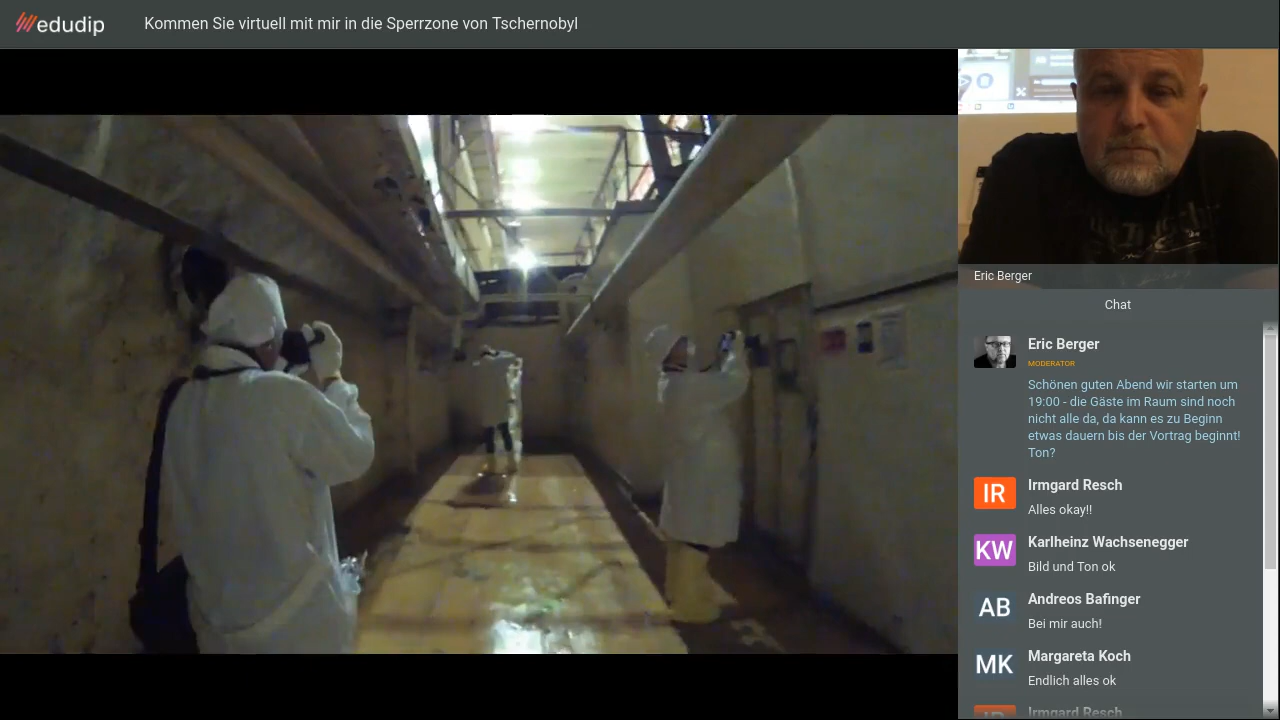 edudip
Kommen Sie virtuell mit mir in die Sperrzone von Tschernobyl
Eric Berger
Chat
Eric Berger
MODERATOR
Schönen guten Abend wir starten um
19:00 - die Gäste im Raum sind noch
nicht alle da, da kann es zu Beginn
etwas dauern bis der Vortrag beginnt!
Ton?
IR
Irmgard Resch
Alles okay!!
KW
Karlheinz Wachsenegger
Bild und Ton ok
AB
Andreos Bafinger
Bei mir auch!
MK
Margareta Koch
Endlich alles ok
IR
Irmgard Resch